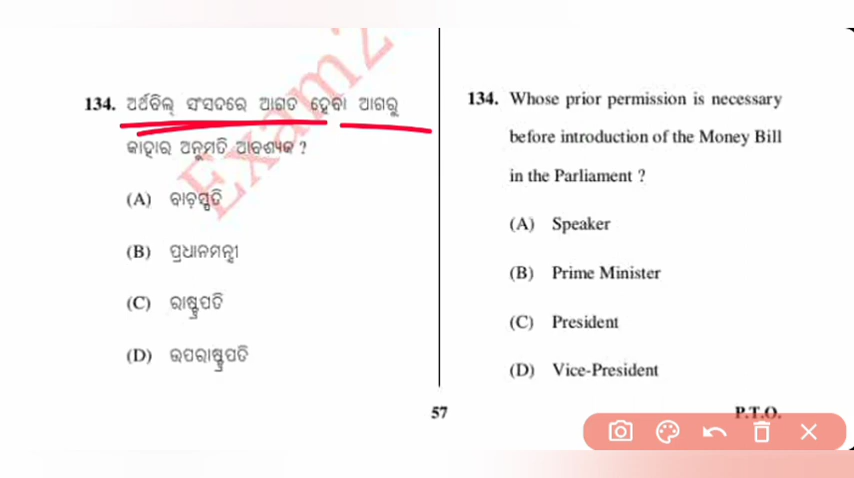 134. ଅର୍ଥବିଲ୍ ସଂସଦରେ ଆଗତ ହେବା ଆଗରୁ
କାହାର ଅନୁମତି ଆବଶ୍ୟକ ?
(A) ବାଚସ୍ପତି
(B) ପ୍ରଧାନମନ୍ତ୍ରୀ
(C) ରାଷ୍ଟ୍ରପତି
(D) ଉପରାଷ୍ଟ୍ରପତି
134. Whose prior permission is necessary
before introduction of the Money Bill
in the Parliament ?
(A) Speaker
(B) Prime Minister
(C) President
(D) Vice-President
57
P.T.O.
Exam2